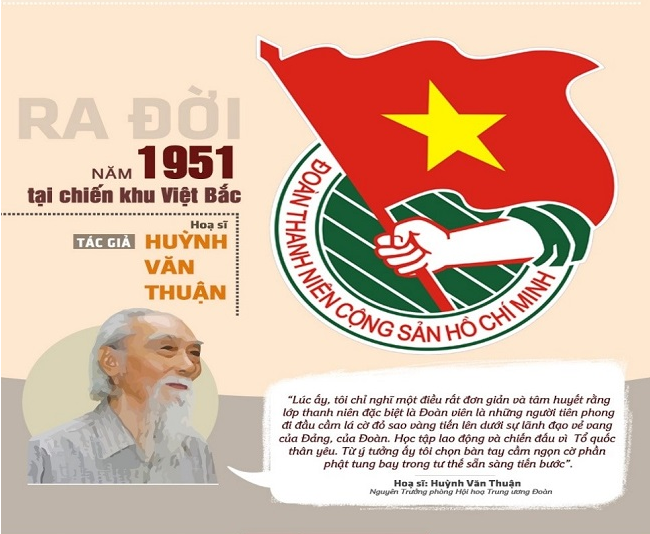 RA ĐỜI
NĂM 1951
tại chiến khu Việt Bắc
Hoạ sĩ
TÁC GIẢ HUỲNH
VĂN
THUẬN
ĐOÀN THANH NIÊN CỘNG SẢN HỒ CHÍ MINH
“Lúc ấy, tôi chỉ nghĩ một điều rất đơn giản và tâm huyết rằng
lớp thanh niên đặc biệt là Đoàn viên là những người tiên phong
đi đầu cầm lá cờ đỏ sao vàng tiến lên dưới sự lãnh đạo vẻ vang
của Đảng, của Đoàn. Học tập lao động và chiến đấu vì Tổ quốc
thân yêu. Từ ý tưởng ấy tôi chọn bàn tay cầm ngọn cờ phần
phật tung bay trong tư thế sẵn sàng tiến bước”.
Hoạ sĩ: Huỳnh Văn Thuận
Nguyên Trưởng phòng Hội hoạ Trung ương Đoàn